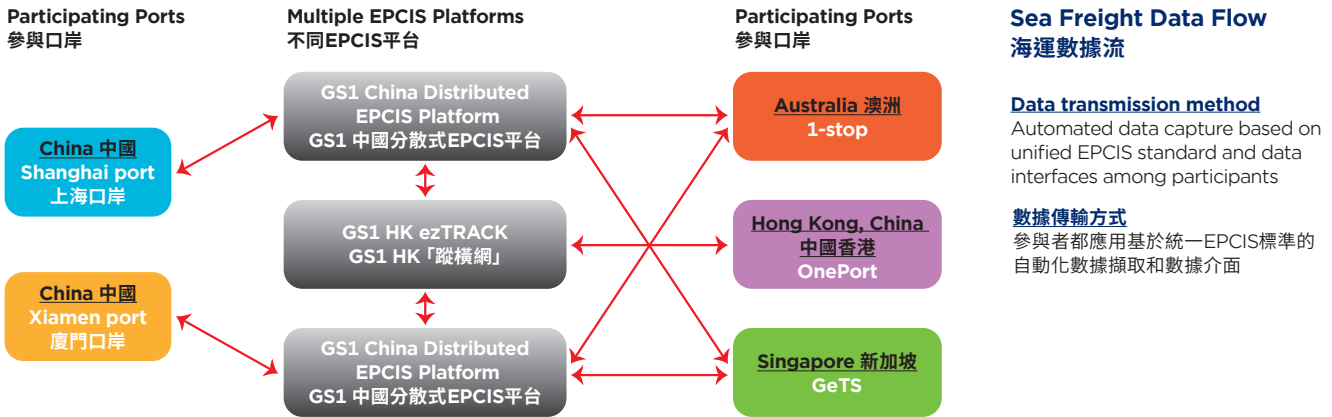 Participating Ports
參與口岸
China 中國
Shanghai port
上海口岸
China 中國
Xiamen port
廈門口岸
Multiple EPCIS Platforms
不同EPCIS平台
GS1 China Distributed
EPCIS Platform
GS1 中國分散式EPCIS平台
GS1 HK ezTRACK
GS1 HK「蹤橫網」
GS1 China Distributed
EPCIS Platform
GS1 中國分散式EPCIS平台
Participating Ports
參與口岸
Australia 澳洲
1-stop
Hong Kong, China
中國香港
OnePort
Singapore 新加坡
GeTS
Sea Freight Data Flow
海運數據流
Data transmission method
Automated data capture based on
unified EPCIS standard and data
interfaces among participants
數據傳輸方式
參與者都應用基於統一EPCIS標準的
自動化數據擷取和數據介面